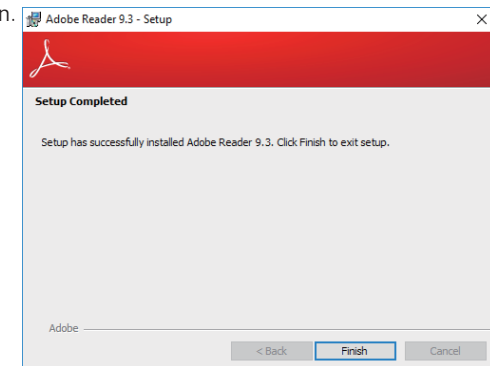 n.
Adobe Reader 9.3 - Setup
Setup Completed
Setup has successfully installed Adobe Reader 9.3. Click Finish to exit setup.
Adobe
< Back Finish Cancel